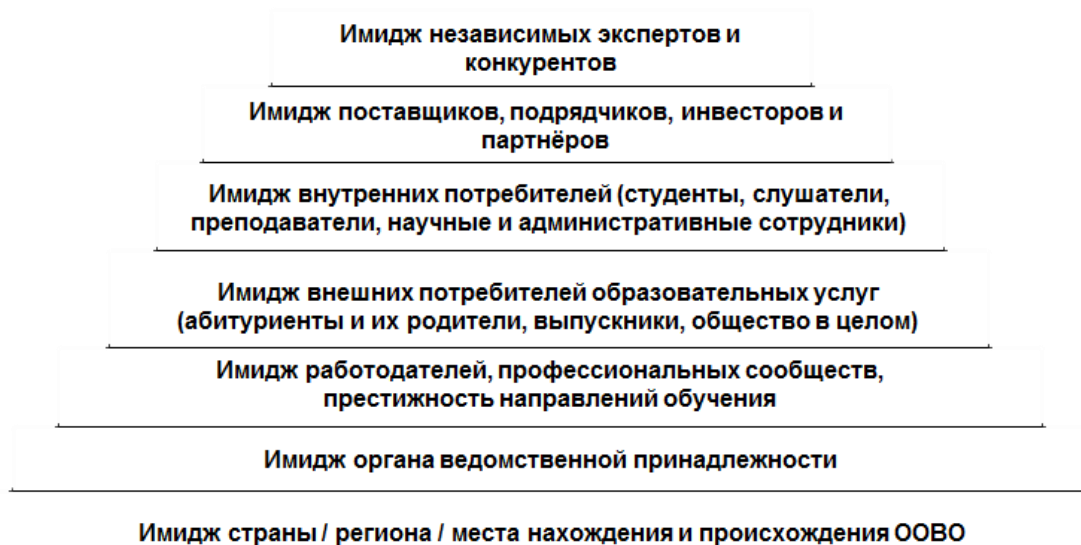 Имидж независимых экспертов и
конкурентов
Имидж поставщиков, подрядчиков, инвесторов и
партнёров
Имидж внутренних потребителей (студенты, слушатели,
преподаватели, научные и административные сотрудники)
Имидж внешних потребителей образовательных услуг
(абитуриенты и их родители, выпускники, общество в целом)
Имидж работодателей, профессиональных сообществ,
престижность направлений обучения
Имидж органа ведомственной принадлежности
Имидж страны / региона / места нахождения и происхождения ООВО